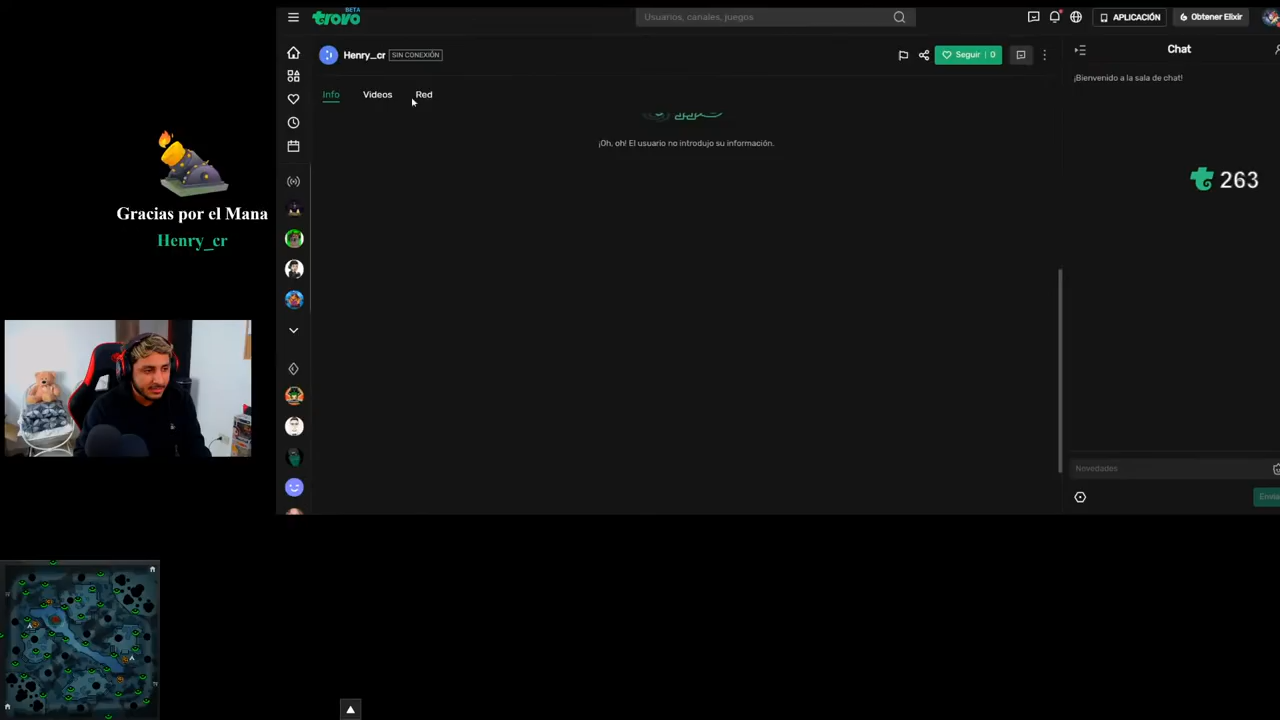 BETA
trovo
Usuarios, canales, juegos
APLICACIÓN
Obtener Elixir
Henry_cr
SIN CONEXIÓN
Seguir | 0
Chat
Info
Videos
Red
¡Bienvenido a la sala de chat!
¡Oh, oh! El usuario no introdujo su información.
263
Gracias por el Mana
Henry_cr
Novedades
Envia